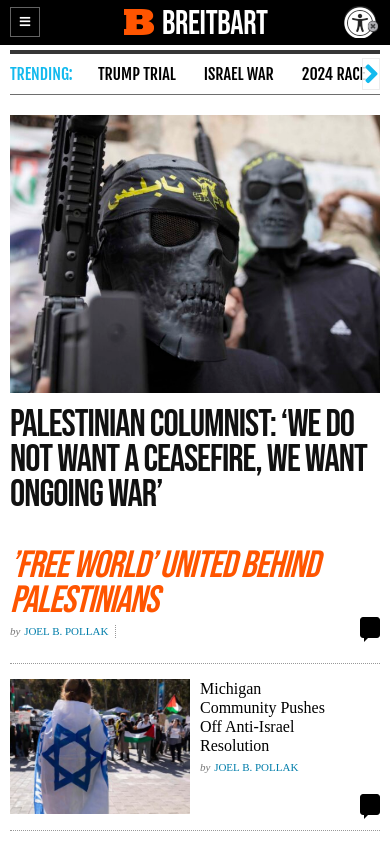 BREITBART
TRENDING:
TRUMP TRIAL
ISRAEL WAR
2024 RAC
سرايا القدس
نابلس
PALESTINIAN COLUMNIST: ‘WE DO
NOT WANT A CEASEFIRE, WE WANT
ONGOING WAR’
’FREE WORLD’ UNITED BEHIND
PALESTINIANS
by JOEL B. POLLAK
Michigan
Community Pushes
Off Anti-Israel
Resolution
by JOEL B. POLLAK